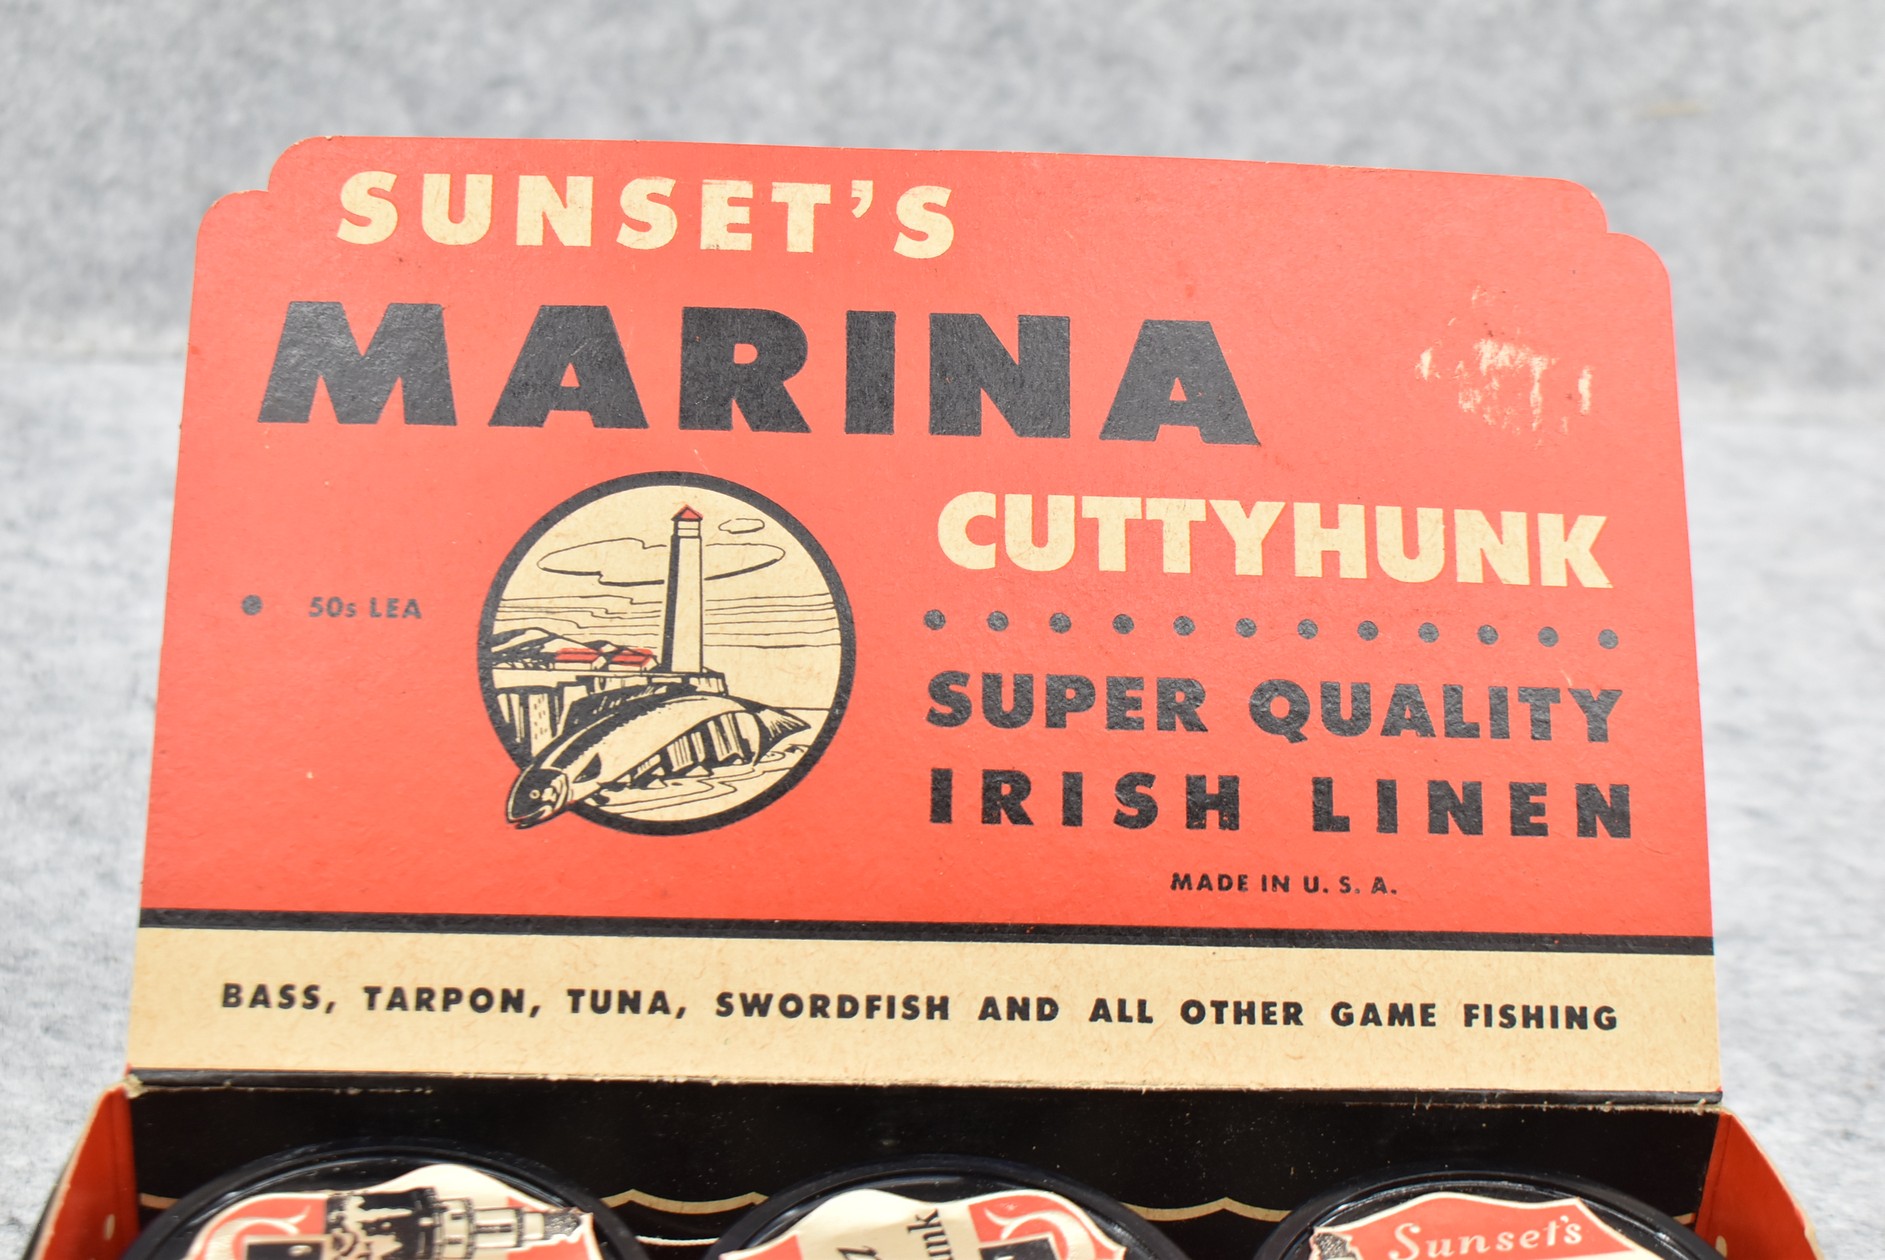 SUNSET'S
MARINA
CUTTYHUNK
50s LEA
SUPER QUALITY
IRISH LINEN
MADE IN U. S. A.
BASS, TARPON, TUNA, SWORDFISH AND ALL OTHER GAME FISHING
Sunset's